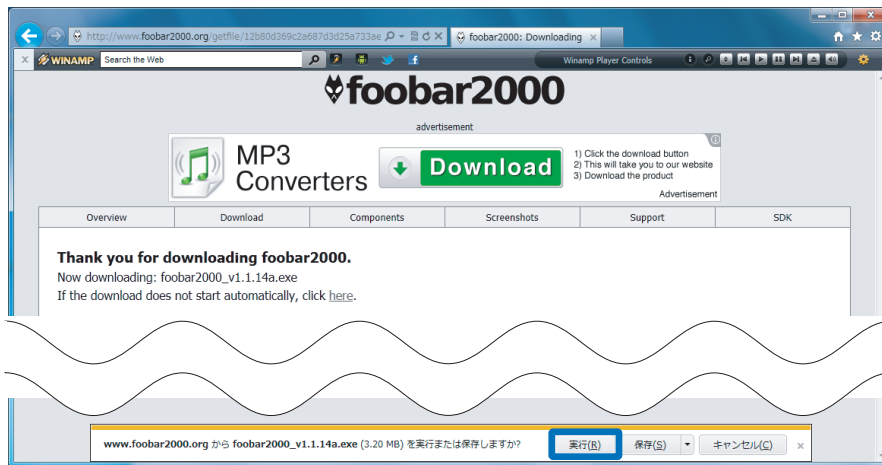 http://www.foobar2000.org/getfile/12b80d369c2a687d3d25a733ae
foobar2000: Downloading
WINAMP Search the Web Winamp Player Controls
foobar2000
advertisement
MP3
Converters
Download
1) Click the download button
2) This will take you to our website
3) Download the product
Advertisement
Overview Download Components Screenshots Support SDK
Thank you for downloading foobar2000.
Now downloading: foobar2000_v1.1.14a.exe
If the download does not start automatically, click here.
www.foobar2000.org から foobar2000_v1.1.14a.exe (3.20 MB) を実行または保存しますか? 実行(R) 保存(S) キャンセル(C)